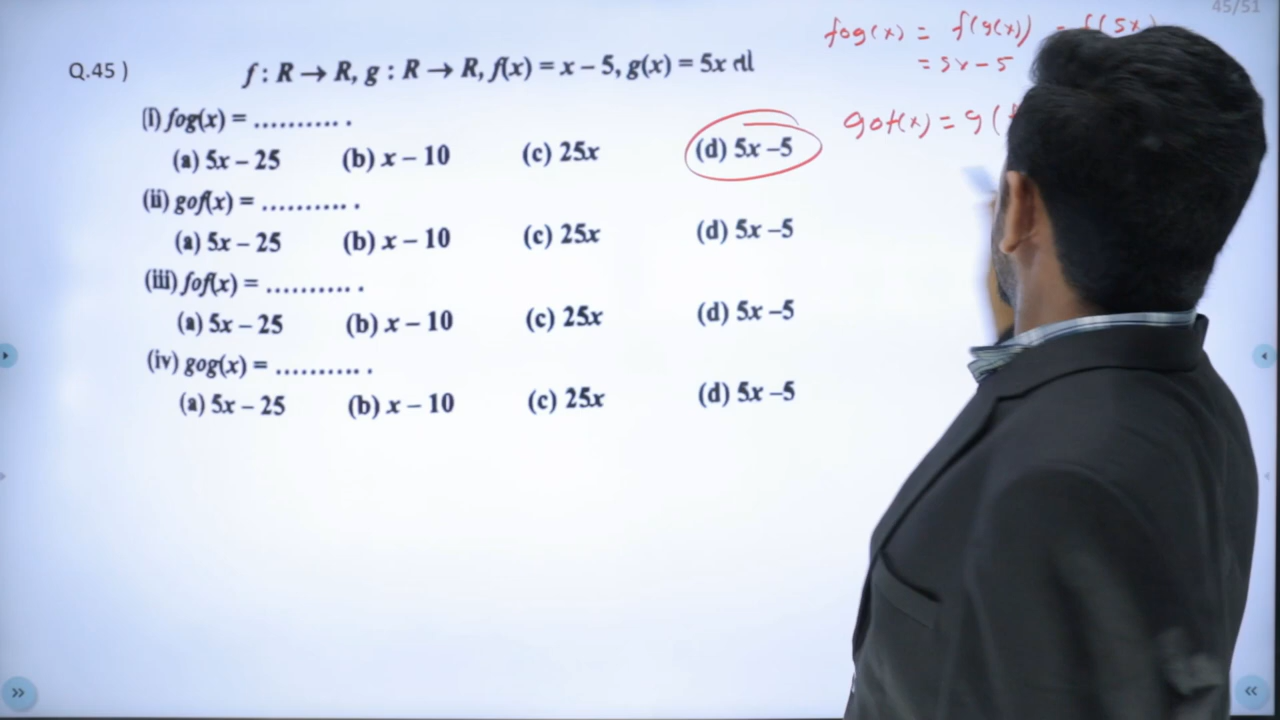 45/51
fog(x) = f(g(x)) = f(5x)
= 5x - 5
Q.45 )
f : R → R, g : R → R, f(x) = x – 5, g(x) = 5x dl
(i) fog(x) = .......... .
(a) 5x – 25 (b) x – 10 (c) 25x (d) 5x –5
gof(x) = g(
(ii) gof(x) = .......... .
(a) 5x – 25 (b) x – 10 (c) 25x (d) 5x –5
(iii) fof(x) = .......... .
(a) 5x – 25 (b) x – 10 (c) 25x (d) 5x –5
(iv) gog(x) = .......... .
(a) 5x – 25 (b) x – 10 (c) 25x (d) 5x –5